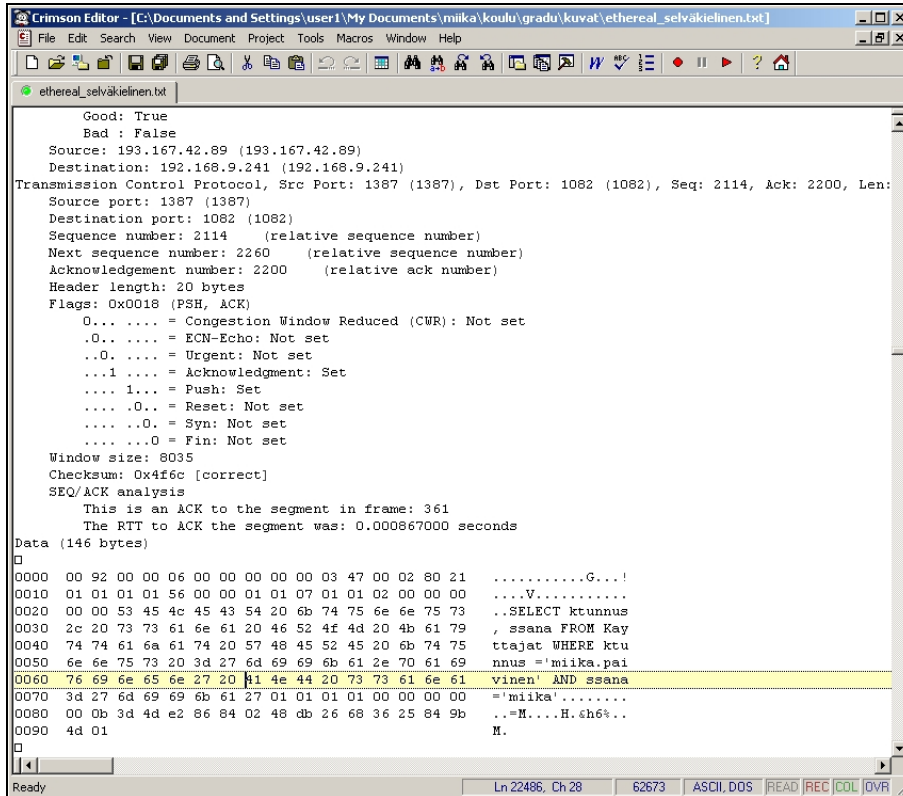 Crimson Editor - [C:\Documents and Settings\user1\My Documents\miika\koulu\gradu\kuvat\ethereal_selväkielinen.txt]
File Edit Search View Document Project Tools Macros Window Help
ethereal_selväkielinen.txt
Good: True
Bad : False
Source: 193.167.42.89 (193.167.42.89)
Destination: 192.168.9.241 (192.168.9.241)
Transmission Control Protocol, Src Port: 1387 (1387), Dst Port: 1082 (1082), Seq: 2114, Ack: 2200, Len:
Source port: 1387 (1387)
Destination port: 1082 (1082)
Sequence number: 2114    (relative sequence number)
Next sequence number: 2260    (relative sequence number)
Acknowledgement number: 2200    (relative ack number)
Header length: 20 bytes
Flags: 0x0018 (PSH, ACK)
0... .... = Congestion Window Reduced (CWR): Not set
.0.. .... = ECN-Echo: Not set
..0. .... = Urgent: Not set
...1 .... = Acknowledgment: Set
.... 1... = Push: Set
.... .0.. = Reset: Not set
.... ..0. = Syn: Not set
.... ...0 = Fin: Not set
Window size: 8035
Checksum: 0x4f6c [correct]
SEQ/ACK analysis
This is an ACK to the segment in frame: 361
The RTT to ACK the segment was: 0.000867000 seconds
Data (146 bytes)
0000  00 92 00 00 06 00 00 00 00 00 03 47 00 02 80 21   ...........G...!
0010  01 01 01 01 56 00 00 01 01 07 01 01 02 00 00 00   ....V...........
0020  00 00 53 45 4c 45 43 54 20 6b 74 75 6e 6e 75 73   ..SELECT ktunnus
0030  2c 20 73 73 61 6e 61 20 46 52 4f 4d 20 4b 61 79   , ssana FROM Kay
0040  74 74 61 6a 61 74 20 57 48 45 52 45 20 6b 74 75   ttajat WHERE ktu
0050  6e 6e 75 73 20 3d 27 6d 69 69 6b 61 2e 70 61 69   nnus ='miika.pai
0060  76 69 6e 65 6e 27 20 41 4e 44 20 73 73 61 6e 61   vinen' AND ssana
0070  3d 27 6d 69 69 6b 61 27 01 01 01 01 00 00 00 00   ='miika'........
0080  00 0b 3d 4d e2 86 84 02 48 db 26 68 36 25 84 9b   ..=M....H.&h6%..
0090  4d 01                                             M.
Ready Ln 22486, Ch 28 62673 ASCII, DOS READ REC COL OVR